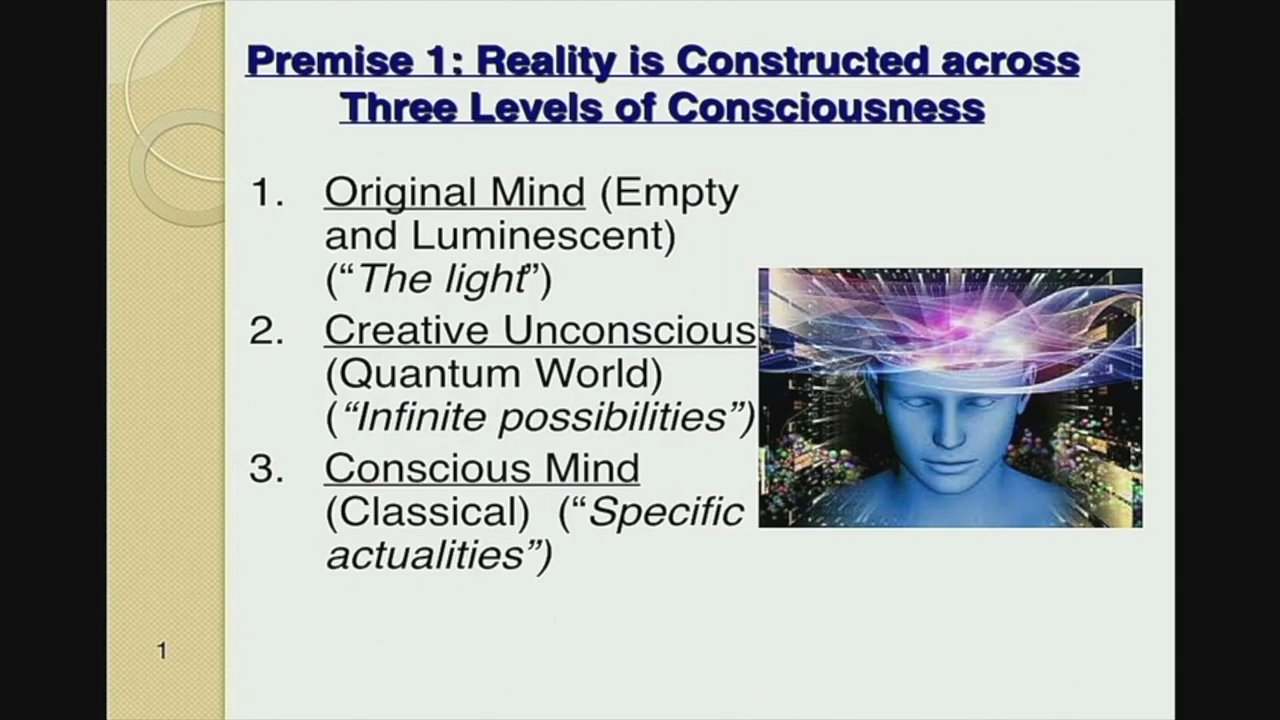 Premise 1: Reality is Constructed across
Three Levels of Consciousness
1. Original Mind (Empty
and Luminescent)
(“The light”)
2. Creative Unconscious
(Quantum World)
(“Infinite possibilities”)
3. Conscious Mind
(Classical) (“Specific
actualities”)
1